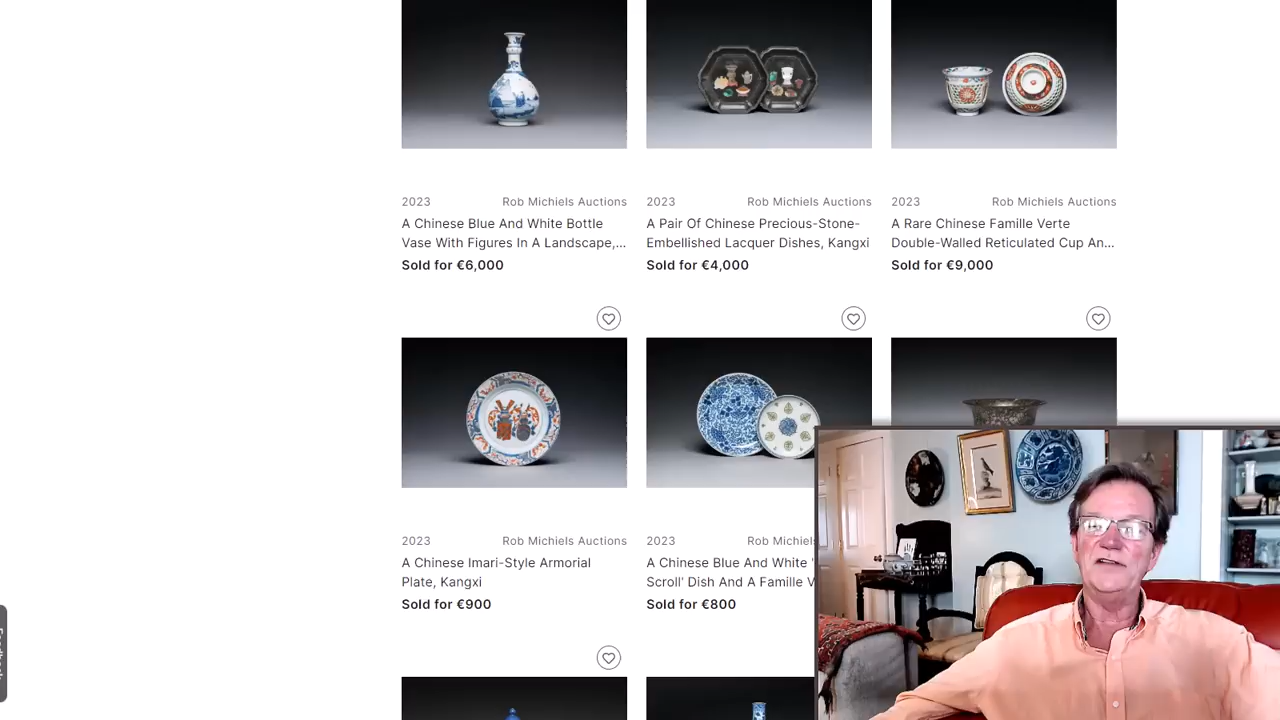 2023 Rob Michiels Auctions
A Chinese Blue And White Bottle
Vase With Figures In A Landscape,...
Sold for €6,000
2023 Rob Michiels Auctions
A Pair Of Chinese Precious-Stone-
Embellished Lacquer Dishes, Kangxi
Sold for €4,000
2023 Rob Michiels Auctions
A Rare Chinese Famille Verte
Double-Walled Reticulated Cup An...
Sold for €9,000
2023 Rob Michiels Auctions
A Chinese Imari-Style Armorial
Plate, Kangxi
Sold for €900
2023 Rob Michiels
A Chinese Blue And White '
Scroll' Dish And A Famille V
Sold for €800